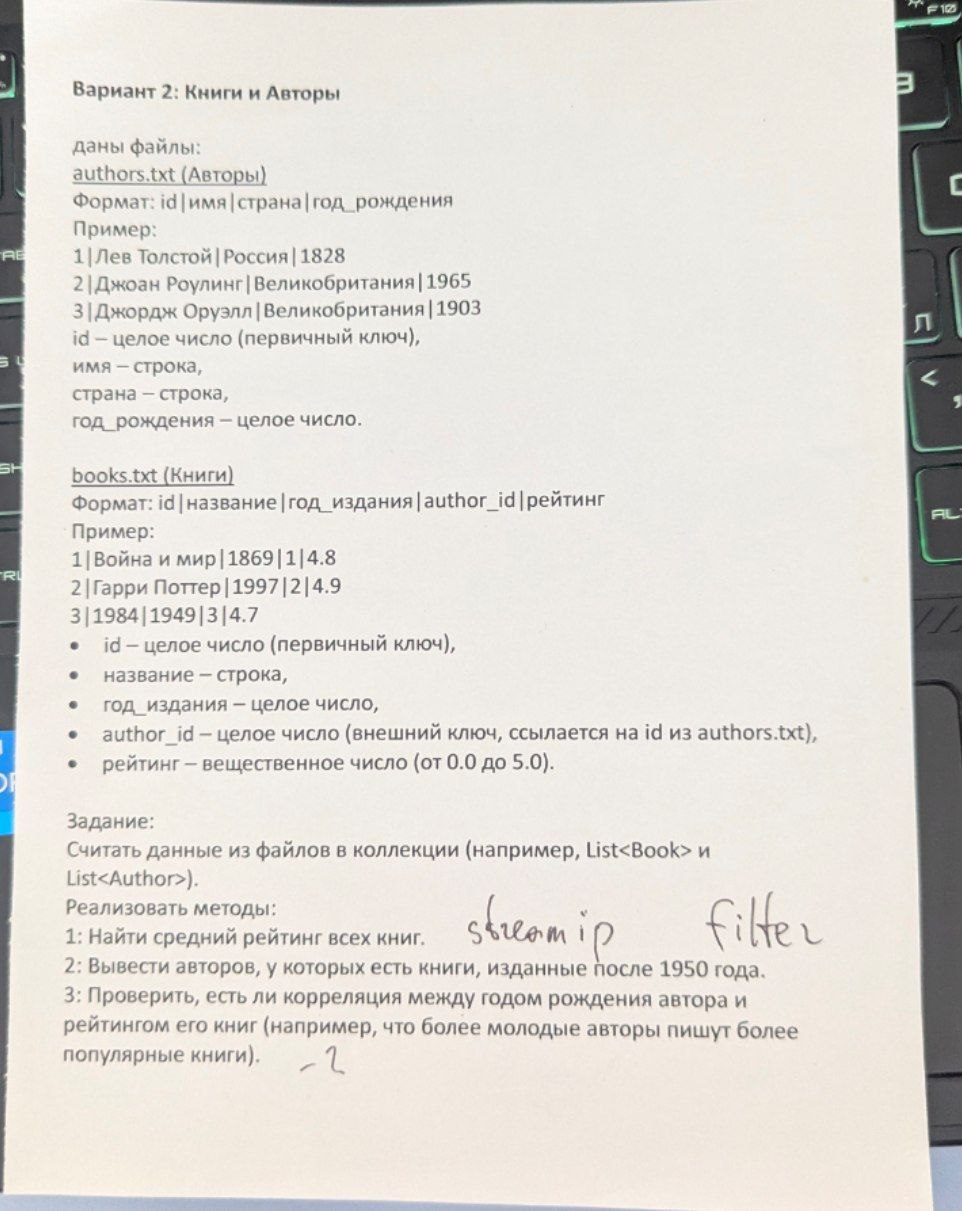 Вариант 2: Книги и Авторы
даны файлы:
authors.txt (Авторы)
Формат: id|имя|страна|год_рождения
Пример:
1|Лев Толстой|Россия|1828
2|Джоан Роулинг|Великобритания|1965
3|Джордж Оруэлл|Великобритания|1903
id – целое число (первичный ключ),
имя – строка,
страна – строка,
год_рождения – целое число.
books.txt (Книги)
Формат: id|название|год_издания|author_id|рейтинг
Пример:
1|Война и мир|1869|1|4.8
2|Гарри Поттер|1997|2|4.9
3|1984|1949|3|4.7
• id – целое число (первичный ключ),
• название – строка,
• год_издания – целое число,
• author_id – целое число (внешний ключ, ссылается на id из authors.txt),
• рейтинг – вещественное число (от 0.0 до 5.0).
Задание:
Считать данные из файлов в коллекции (например, List<Book> и
List<Author>).
Реализовать методы:
1: Найти средний рейтинг всех книг. stream ip filter
2: Вывести авторов, у которых есть книги, изданные после 1950 года.
3: Проверить, есть ли корреляция между годом рождения автора и
рейтингом его книг (например, что более молодые авторы пишут более
популярные книги). -2
F10
Л
<